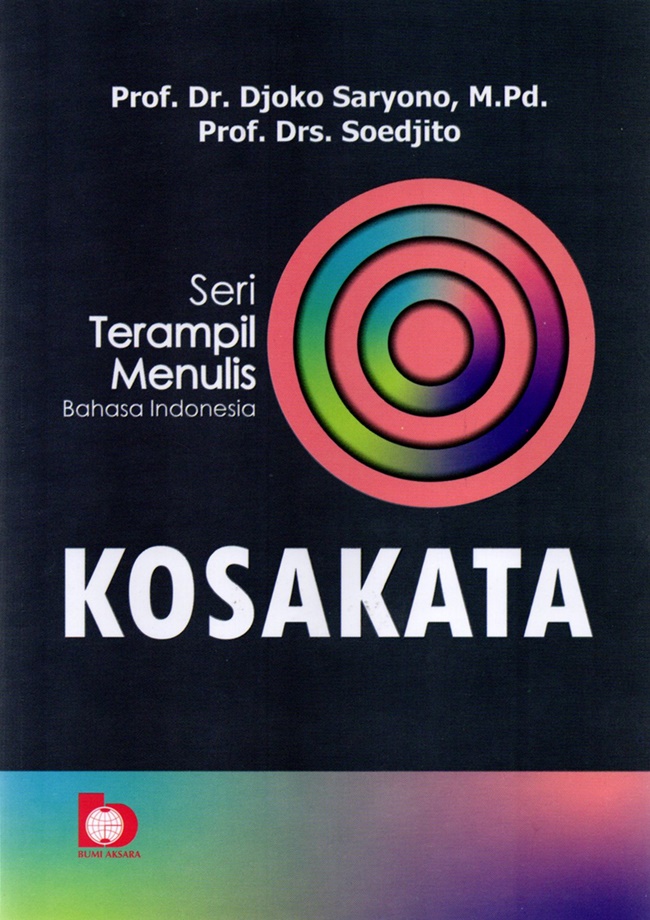 Prof. Dr. Djoko Saryono, M.Pd.
Prof. Drs. Soedjito
Seri
Terampil
Menulis
Bahasa Indonesia
KOSAKATA
BUMI AKSARA